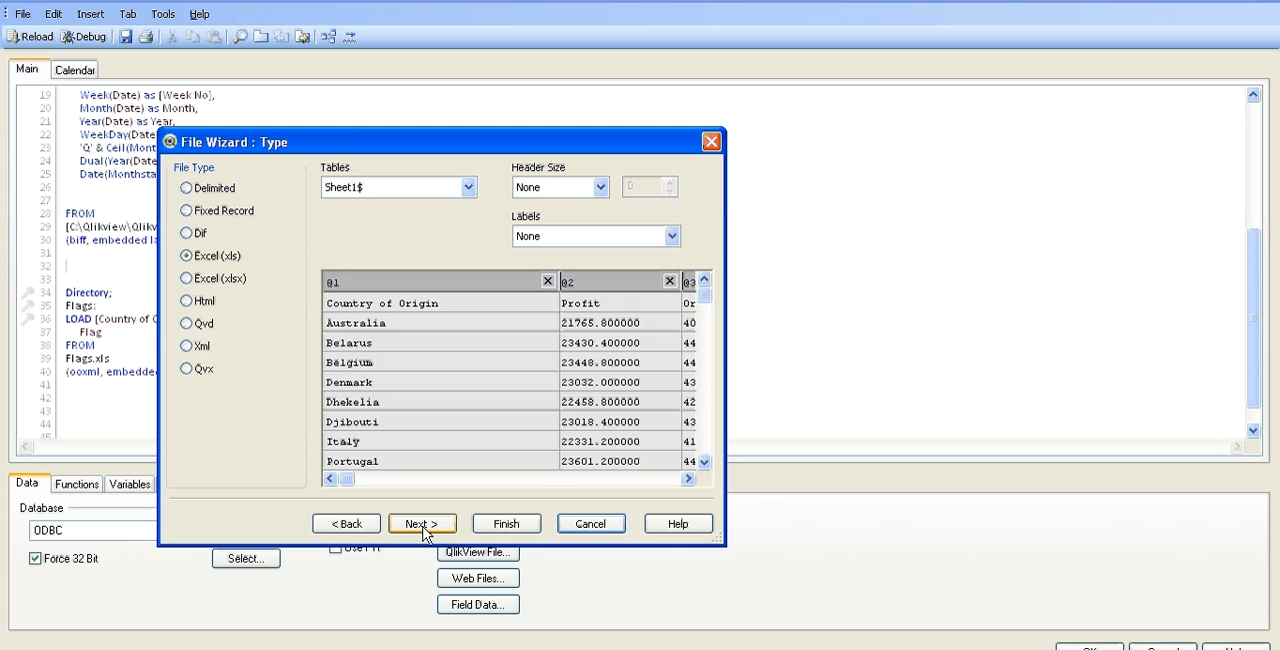 File Edit Insert Tab Tools Help
Reload Debug
Main Calendar
19 Week(Date) as [Week No],
20 Month(Date) as Month,
21 Year(Date) as Year,
22 WeekDay(Date
23 'Q' & Ceil(Mont
24 Dual(Year(Date
25 Date(Monthsta
26
27
28 FROM
29 [C:\Qlikview\Qlikv
30 (biff, embedded l
31
32
33
34 Directory;
35 Flags:
36 LOAD [Country of O
37 Flag
38 FROM
39 Flags.xls
40 (ooxml, embedde
41
42
43
44
45
File Wizard : Type
File Type
Delimited
Fixed Record
Dif
Excel (xls)
Excel (xlsx)
Html
Qvd
Xml
Qvx
Tables
Sheet1$
Header Size
None 0
Labels
None
@1 @2 @3
Country of Origin Profit Or
Australia 21765.800000 40
Belarus 23430.400000 44
Belgium 23448.800000 44
Denmark 23032.000000 43
Dhekelia 22458.800000 42
Djibouti 23018.400000 43
Italy 22331.200000 41
Portugal 23601.200000 44
< Back Next > Finish Cancel Help
Data Functions Variables
Database
ODBC
Force 32 Bit
Select...
QlikView File...
Web Files...
Field Data...